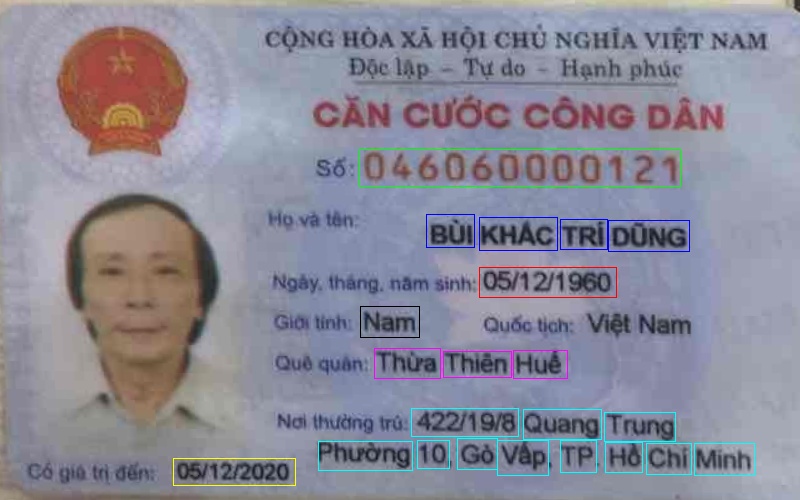 CỘNG HÒA XÃ HỘI CHỦ NGHĨA VIỆT NAM
Độc lập - Tự do - Hạnh phúc
CĂN CƯỚC CÔNG DÂN
Số: 046060000121
Họ và tên: BÙI KHẮC TRÍ DŨNG
Ngày, tháng, năm sinh: 05/12/1960
Giới tính: Nam Quốc tịch: Việt Nam
Quê quán: Thừa Thiên Huế
Nơi thường trú: 422/19/8 Quang Trung
Phường 10, Gò Vấp, TP. Hồ Chí Minh
Có giá trị đến: 05/12/2020